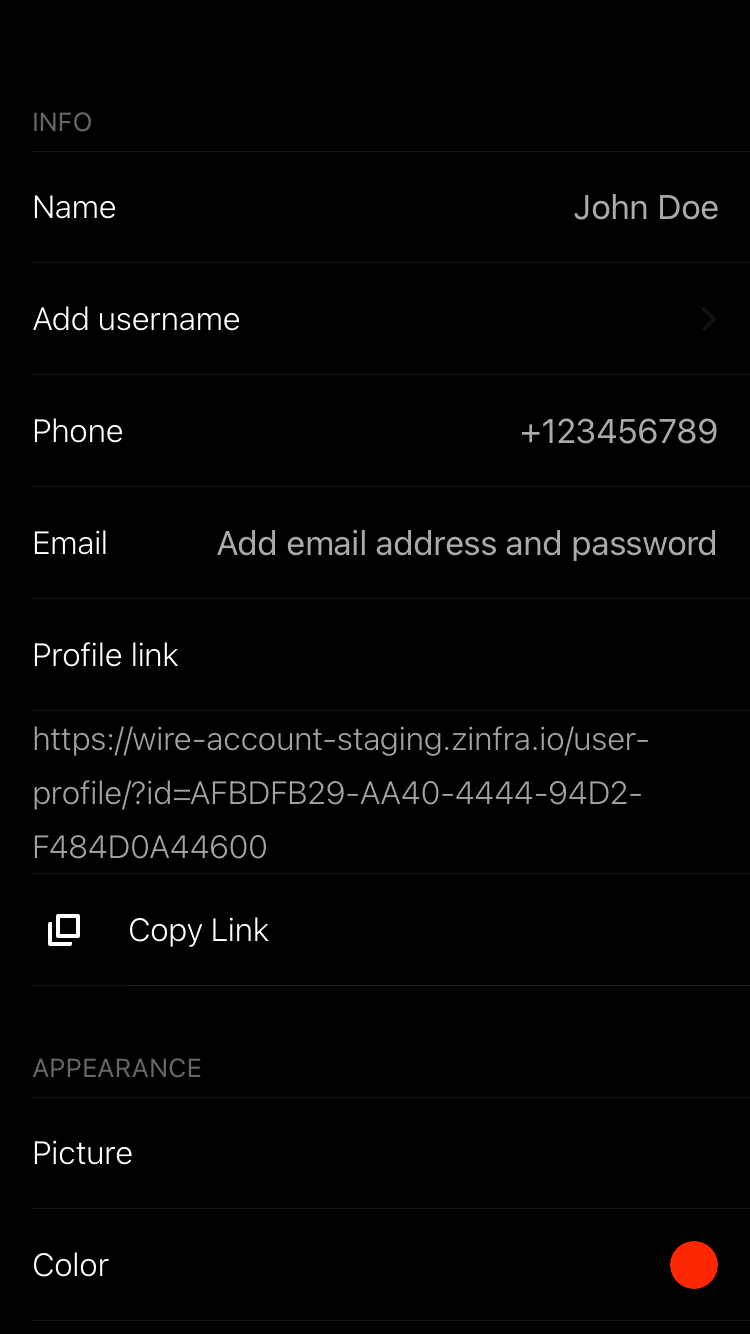 INFO
Name John Doe
Add username
Phone +123456789
Email Add email address and password
Profile link
https://wire-account-staging.zinfra.io/user-
profile/?id=AFBDFB29-AA40-4444-94D2-
F484D0A44600
Copy Link
APPEARANCE
Picture
Color